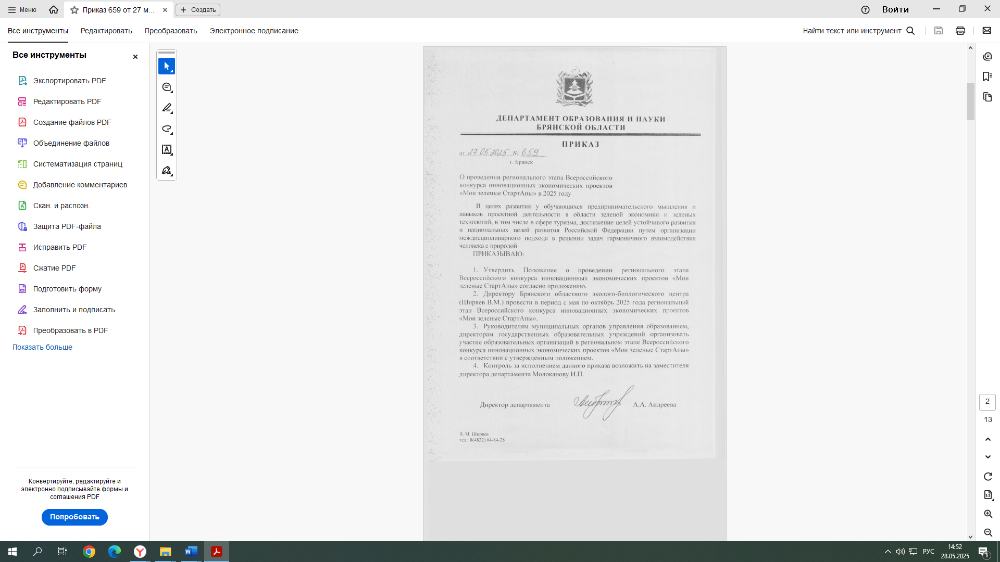 Меню
Приказ 659 от 27 м...
Создать
Войти
Все инструменты
Редактировать
Преобразовать
Электронное подписание
Найти текст или инструмент
Все инструменты
Экспортировать PDF
Редактировать PDF
Создание файлов PDF
Объединение файлов
Систематизация страниц
Добавление комментариев
Скан. и распозн.
Защита PDF-файла
Исправить PDF
Сжатие PDF
Подготовить форму
Заполнить и подписать
Преобразовать в PDF
Показать больше
Конвертируйте, редактируйте и
электронно подписывайте формы и
соглашения PDF
Попробовать
ДЕПАРТАМЕНТ ОБРАЗОВАНИЯ И НАУКИ
БРЯНСКОЙ ОБЛАСТИ
ПРИКАЗ
от 27.05.2025 № 659
г. Брянск
О проведении регионального этапа Всероссийского
конкурса инновационных экономических проектов
«Мои зеленые СтартАпы» в 2025 году
В целях развития у обучающихся предпринимательского мышления и
навыков проектной деятельности в области зеленой экономики и зеленых
технологий, в том числе в сфере туризма, достижение целей устойчивого развития
и национальных целей развития Российской Федерации путем организации
междисциплинарного подхода в решении задач гармоничного взаимодействия
человека с природой
ПРИКАЗЫВАЮ:
1. Утвердить Положение о проведении регионального этапа
Всероссийского конкурса инновационных экономических проектов «Мои
зеленые СтартАпы» согласно приложению.
2. Директору Брянского областного эколого-биологического центра
(Ширяев В.М.) провести в период с мая по октябрь 2025 года региональный
этап Всероссийского конкурса инновационных экономических проектов
«Мои зеленые СтартАпы».
3. Руководителям муниципальных органов управления образованием,
директорам государственных образовательных учреждений организовать
участие образовательных организаций в региональном этапе Всероссийского
конкурса инновационных экономических проектов «Мои зеленые СтартАпы»
в соответствии с утвержденным положением.
4. Контроль за исполнением данного приказа возложить на заместителя
директора департамента Молоканову И.П.
Директор департамента А.А. Андреева
В. М. Ширяев
тел.: 8(4832) 64-84-28
2
13
РУС
14:52
28.05.2025
1